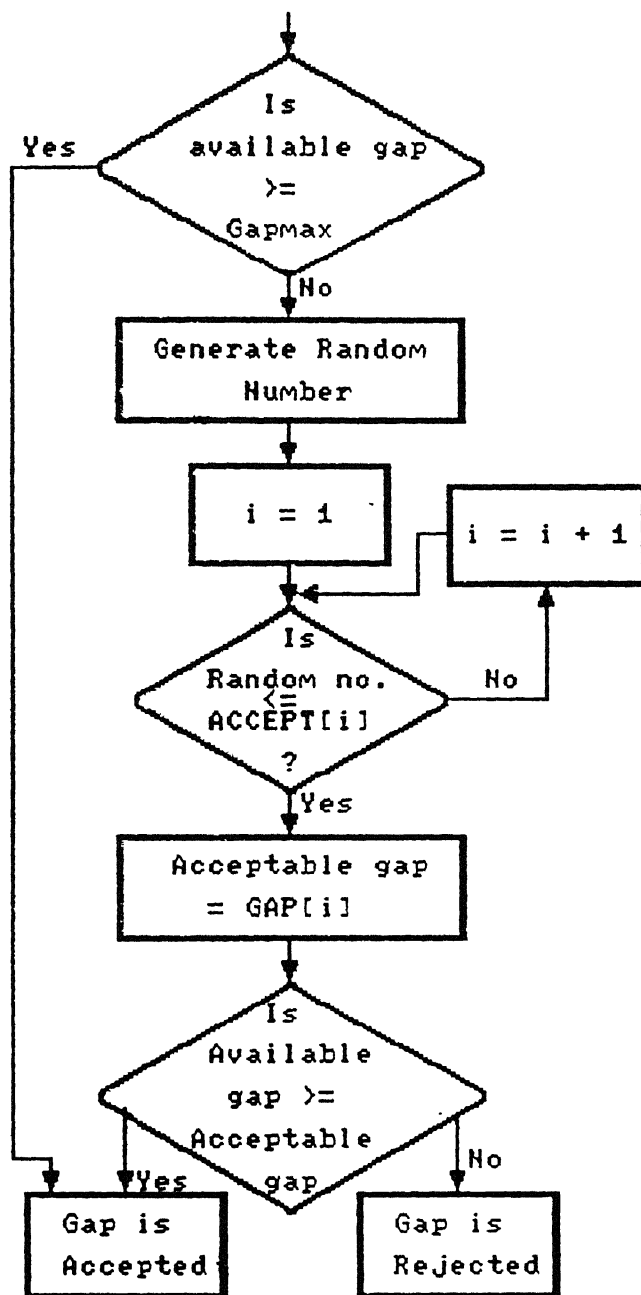 Is
available gap
>=
Gapmax
Yes
No
Generate Random
Number
i = 1
i = i + 1
Is
Random no.
<=
ACCEPT[i]
?
No
Yes
Acceptable gap
= GAP[i]
Is
Available
gap >=
Acceptable
gap
Yes
No
Gap is
Accepted
Gap is
Rejected